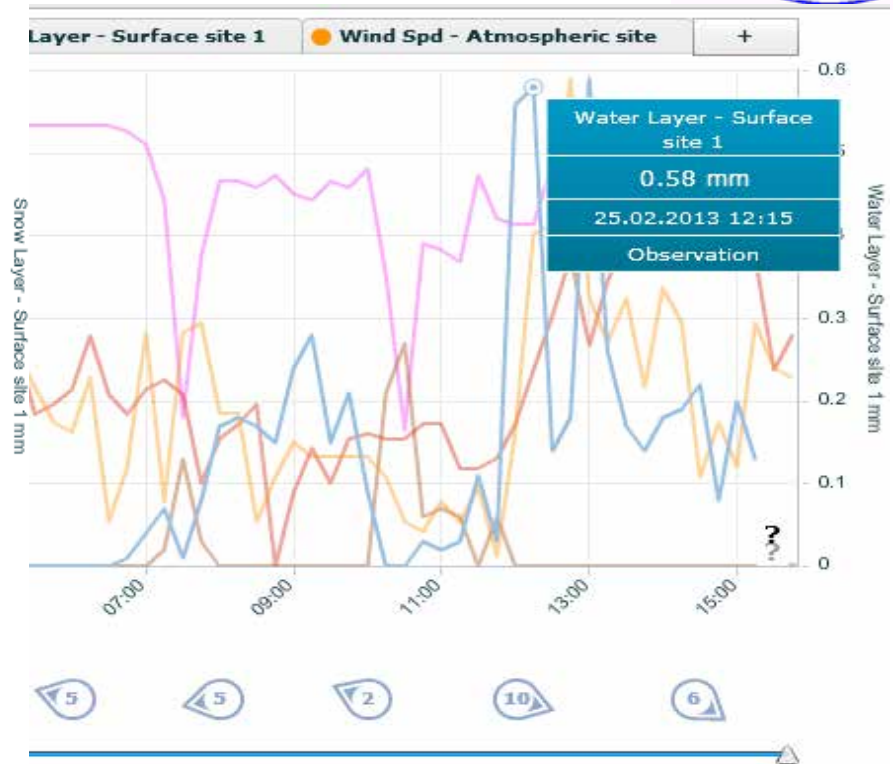 Layer - Surface site 1
Wind Spd - Atmospheric site
+
0.6
Water Layer - Surface
site 1
0.58 mm
25.02.2013 12:15
Observation
0.3
0.2
0.1
0
Snow Layer - Surface site 1 mm
Water Layer - Surface site 1 mm
?
?
07:00
09:00
11:00
13:00
15:00
5
5
2
10
6